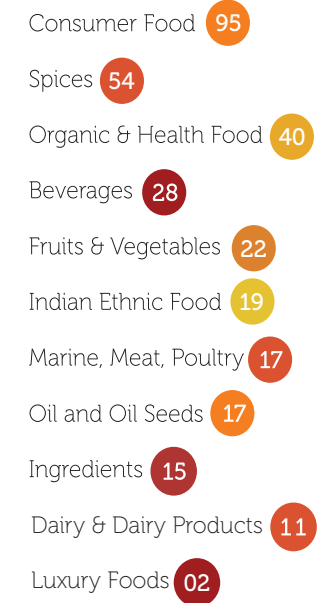 Consumer Food 95
Spices 54
Organic & Health Food 40
Beverages 28
Fruits & Vegetables 22
Indian Ethnic Food 19
Marine, Meat, Poultry 17
Oil and Oil Seeds 17
Ingredients 15
Dairy & Dairy Products 11
Luxury Foods 02